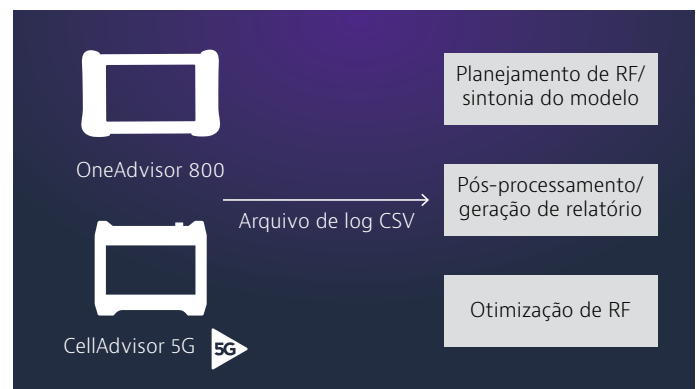 OneAdvisor 800
Arquivo de log CSV
CellAdvisor 5G
5G
Planejamento de RF/
sintonia do modelo
Pós-processamento/
geração de relatório
Otimização de RF